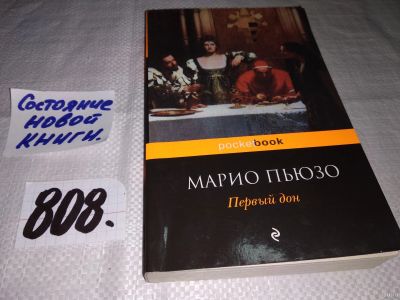 Состояние
новой
книги.
808.
pocketbook
МАРИО ПЬЮЗО
Первый дон